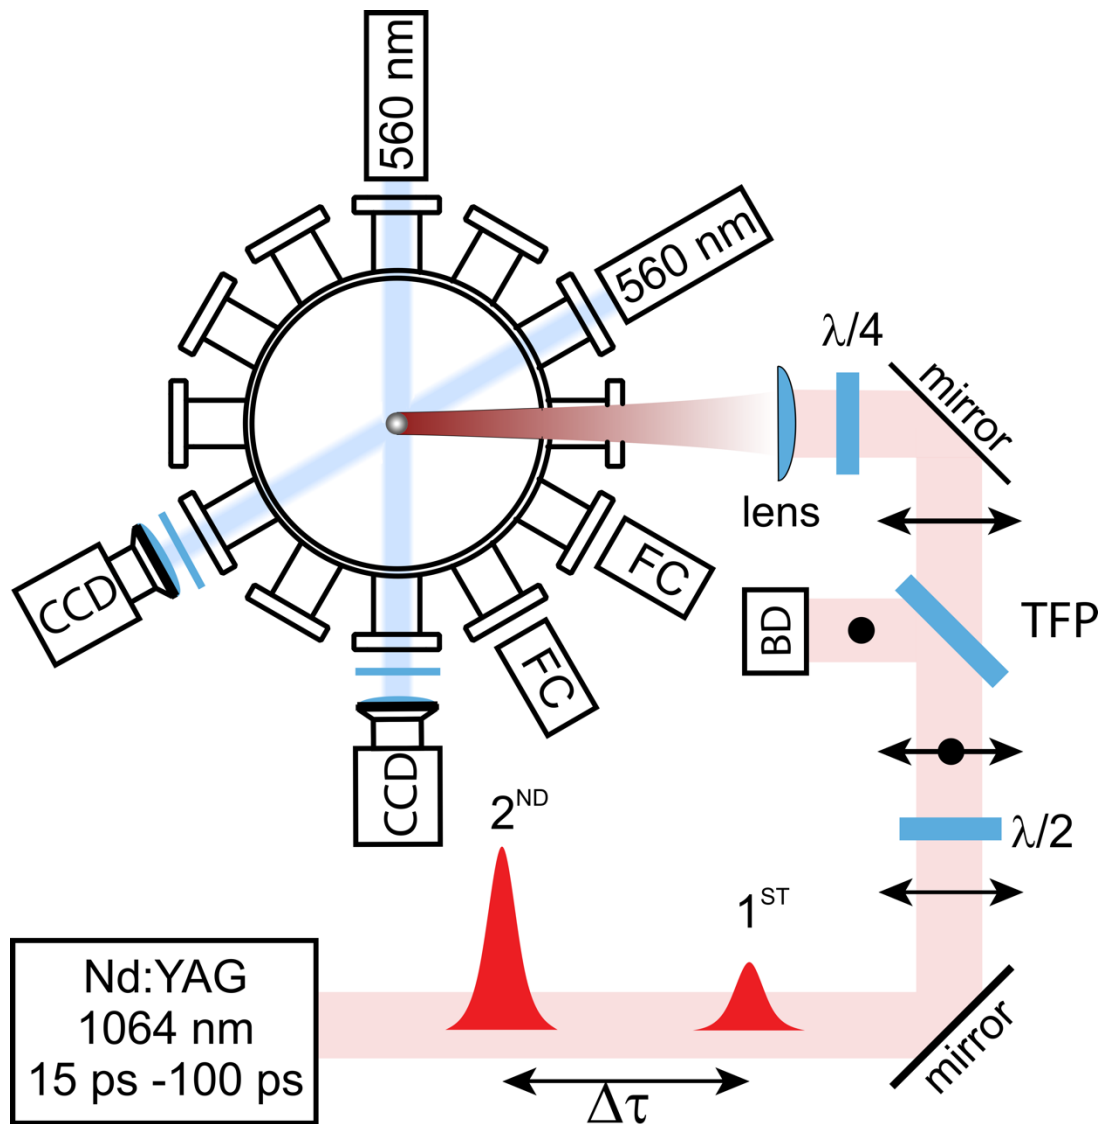 560 nm
560 nm
λ/4
mirror
lens
CCD
FC
FC
BD
TFP
CCD
2ND
λ/2
1ST
Nd:YAG
1064 nm
15 ps -100 ps
mirror
Δτ